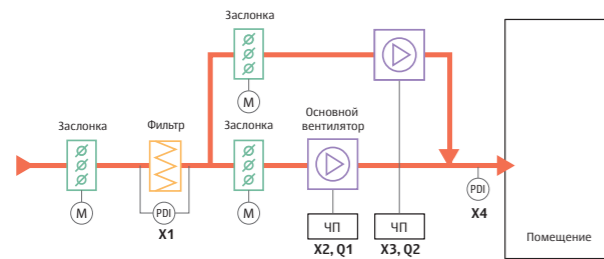 Заслонка
M
Заслонка
Фильтр
Заслонка
Основной
вентилятор
M
PDI
M
X1
ЧП
ЧП
X2, Q1
X3, Q2
PDI
X4
Помещение